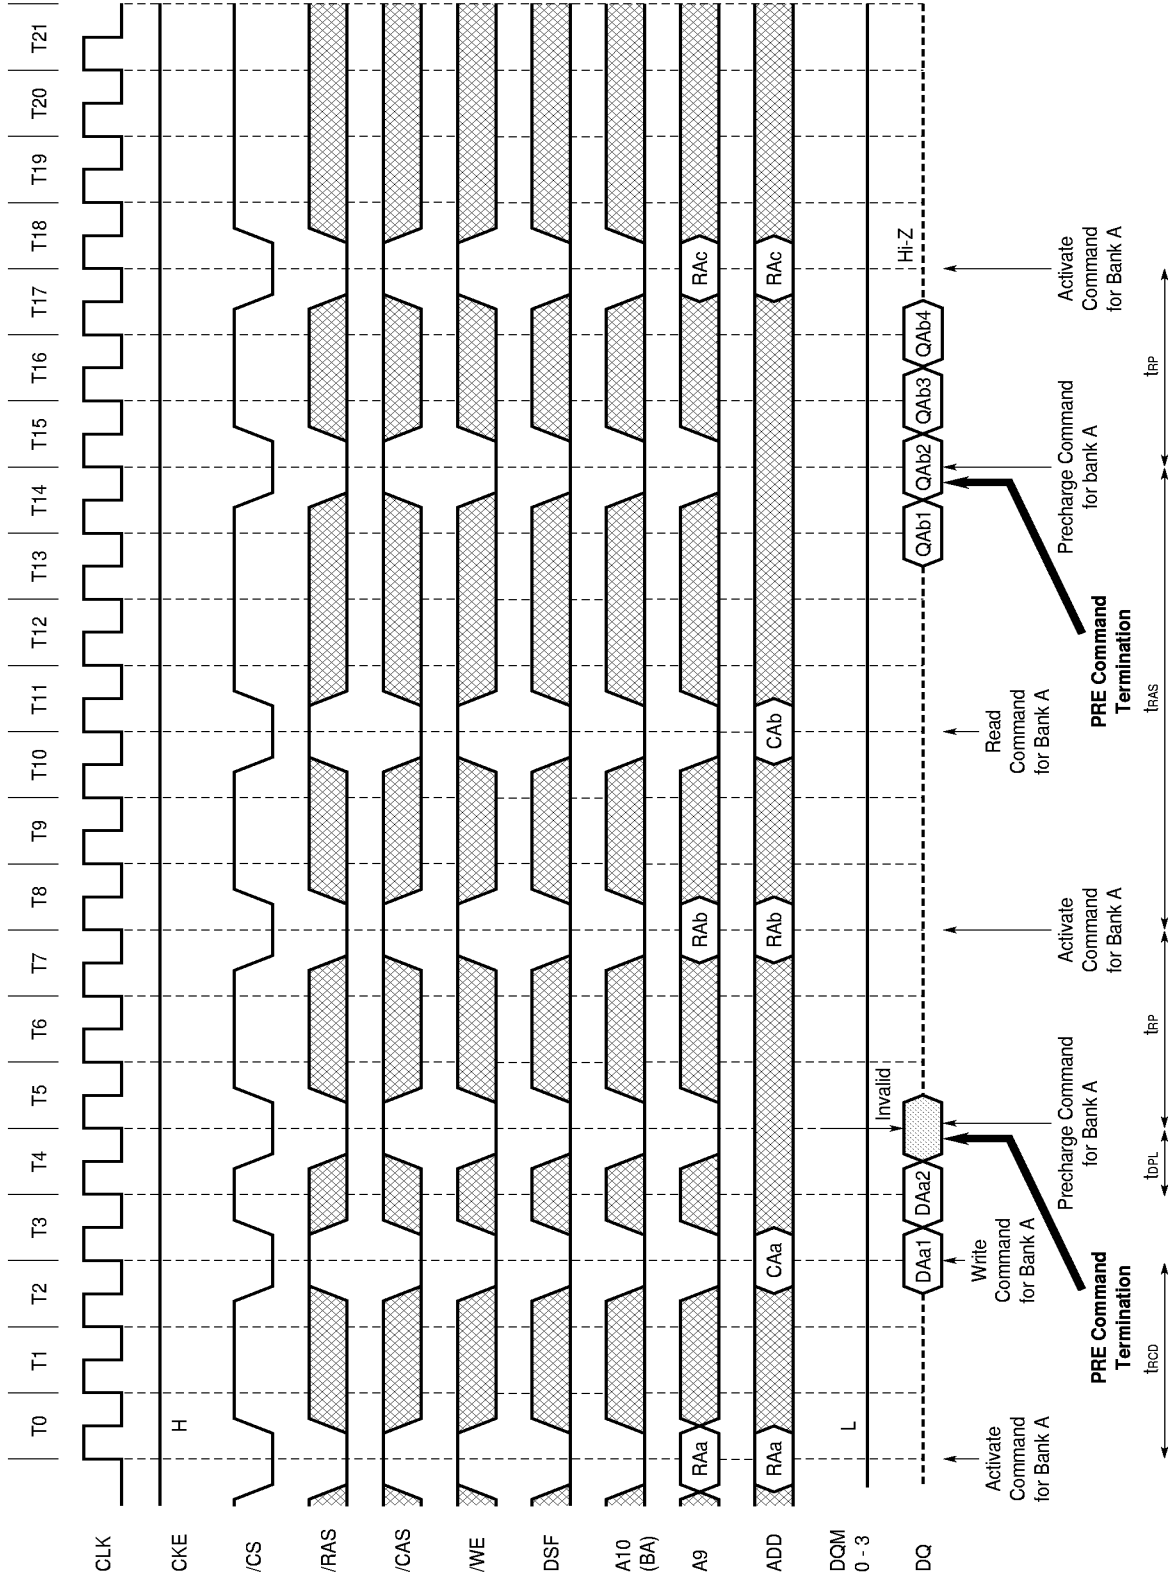 T0 T1 T2 T3 T4 T5 T6 T7 T8 T9 T10 T11 T12 T13 T14 T15 T16 T17 T18 T19 T20 T21
CLK
CKE
H
/CS
/RAS
/CAS
/WE
DSF
A10
(BA)
A9
RAa RAb RAc
ADD
RAa CAa RAb CAb RAc
DQM
0 - 3
L
Invalid
Hi-Z
DQ
DAa1 DAa2 QAb1 QAb2 QAb3 QAb4
Activate
Command
for Bank A
Write
Command
for Bank A
Precharge Command
for Bank A
Activate
Command
for Bank A
Read
Command
for Bank A
Precharge Command
for bank A
Activate
Command
for Bank A
PRE Command
Termination
PRE Command
Termination
tRCD tDPL tRP tRAS tRP